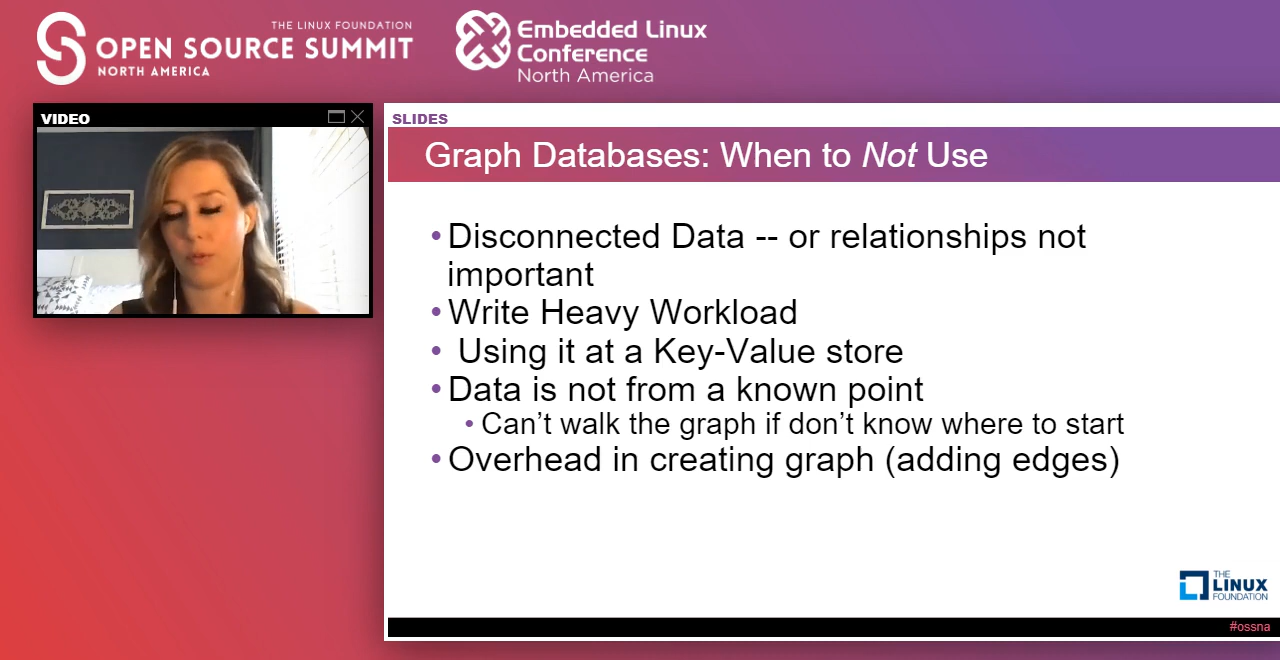 THE LINUX FOUNDATION
OPEN SOURCE SUMMIT
NORTH AMERICA
Embedded Linux
Conference
North America
VIDEO
SLIDES
Graph Databases: When to Not Use
•Disconnected Data -- or relationships not
important
•Write Heavy Workload
• Using it at a Key-Value store
•Data is not from a known point
•Can’t walk the graph if don’t know where to start
•Overhead in creating graph (adding edges)
THE
LINUX
FOUNDATION
#ossna